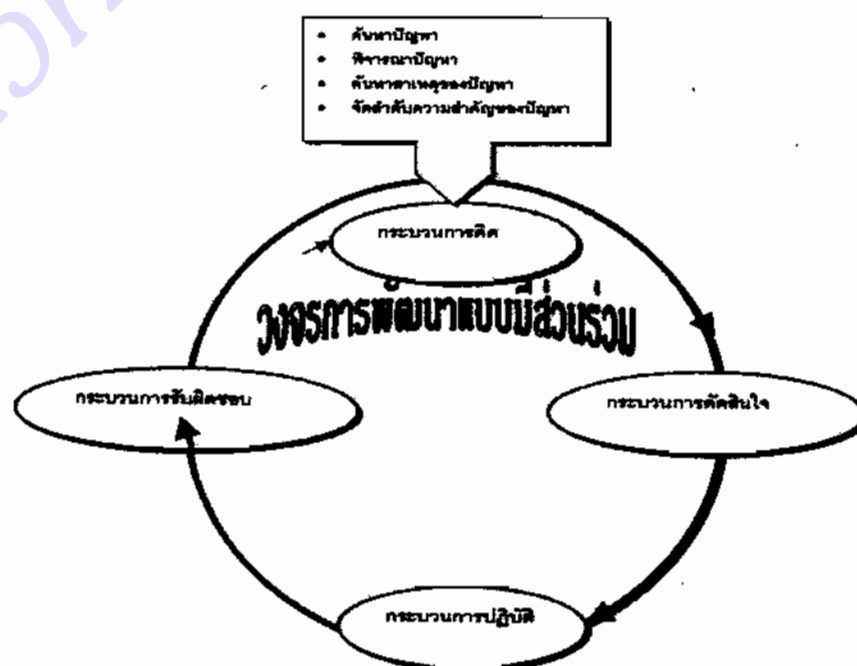 • ค้นหาปัญหา
• พิจารณาปัญหา
• ค้นหาสาเหตุของปัญหา
• จัดลำดับความสำคัญของปัญหา
กระบวนการคิด
วงจรการพัฒนาแบบมีส่วนร่วม
กระบวนการรับผิดชอบ
กระบวนการตัดสินใจ
กระบวนการปฏิบัติ